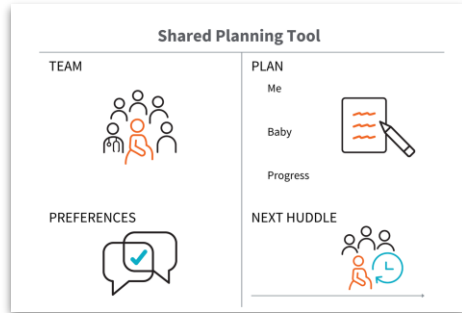 Shared Planning Tool
TEAM
PLAN
Me
Baby
Progress
PREFERENCES
NEXT HUDDLE